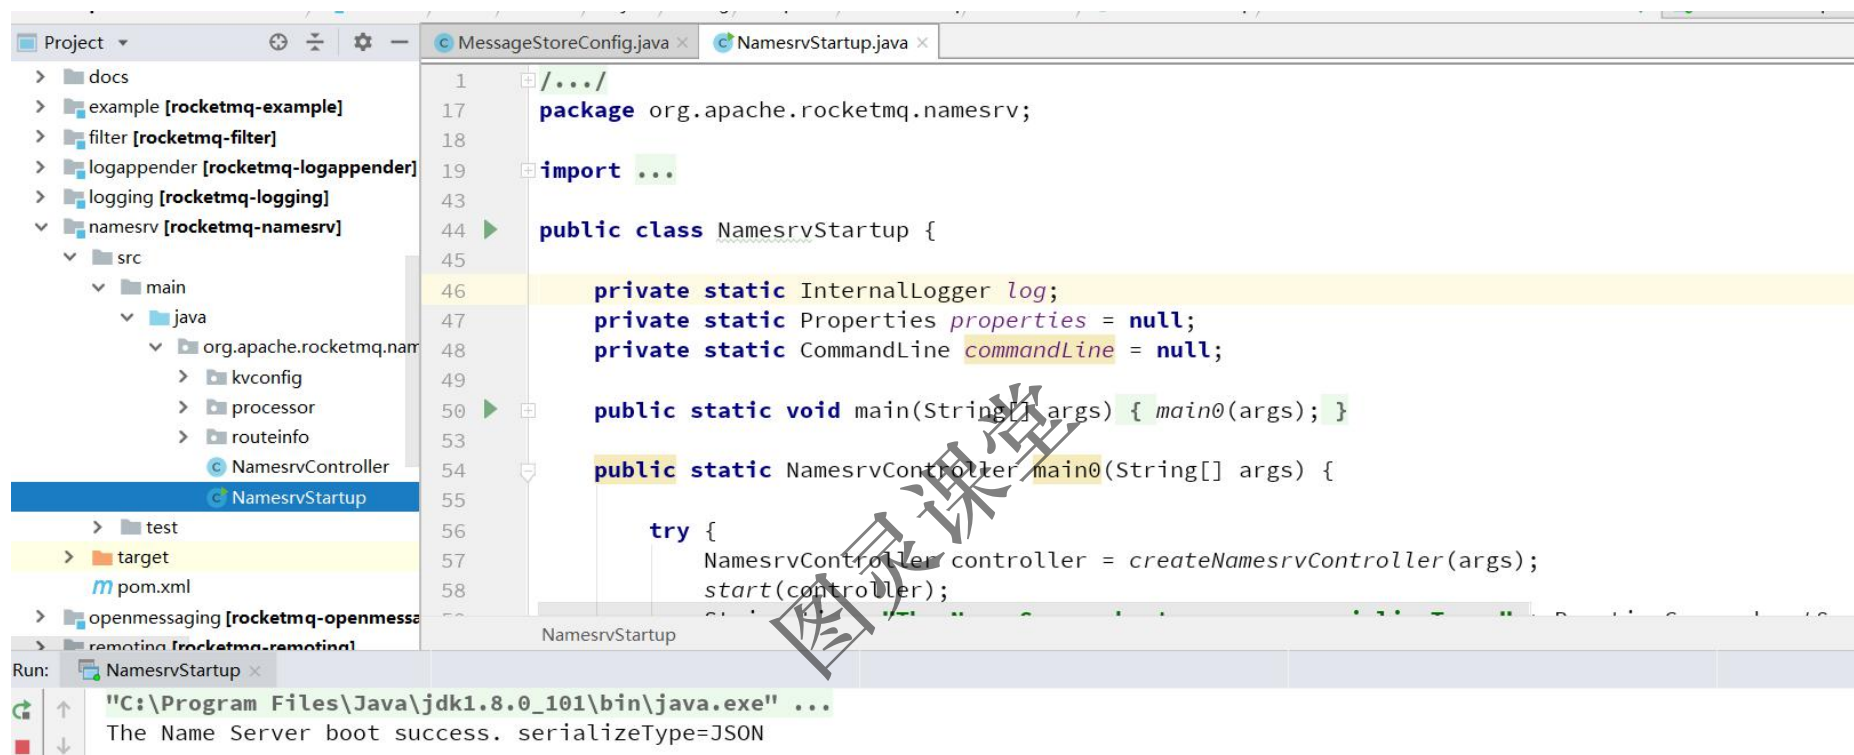 Project
docs
example [rocketmq-example]
filter [rocketmq-filter]
logappender [rocketmq-logappender]
logging [rocketmq-logging]
namesrv [rocketmq-namesrv]
src
main
java
org.apache.rocketmq.nam
kvconfig
processor
routeinfo
NamesrvController
NamesrvStartup
test
target
pom.xml
openmessaging [rocketmq-openmessa
remoting [rocketmq-remoting]
MessageStoreConfig.java
NamesrvStartup.java
1 /.../
17 package org.apache.rocketmq.namesrv;
18
19 import ...
43
44 public class NamesrvStartup {
45
46 private static InternalLogger log;
47 private static Properties properties = null;
48 private static CommandLine commandLine = null;
49
50 public static void main(String[] args) { main0(args); }
53
54 public static NamesrvController main0(String[] args) {
55
56 try {
57 NamesrvController controller = createNamesrvController(args);
58 start(controller);
NamesrvStartup
图灵课堂
Run: NamesrvStartup
"C:\Program Files\Java\jdk1.8.0_101\bin\java.exe" ...
The Name Server boot success. serializeType=JSON